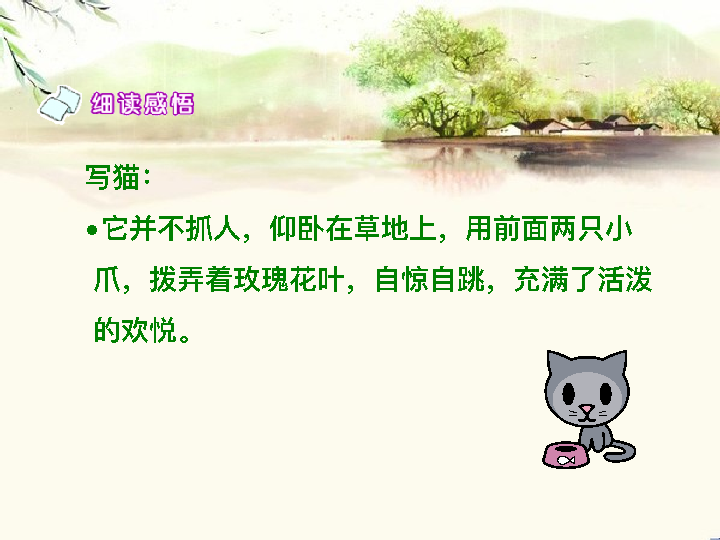 细读感悟
写猫：
•它并不抓人，仰卧在草地上，用前面两只小
爪，拨弄着玫瑰花叶，自惊自跳，充满了活泼
的欢悦。